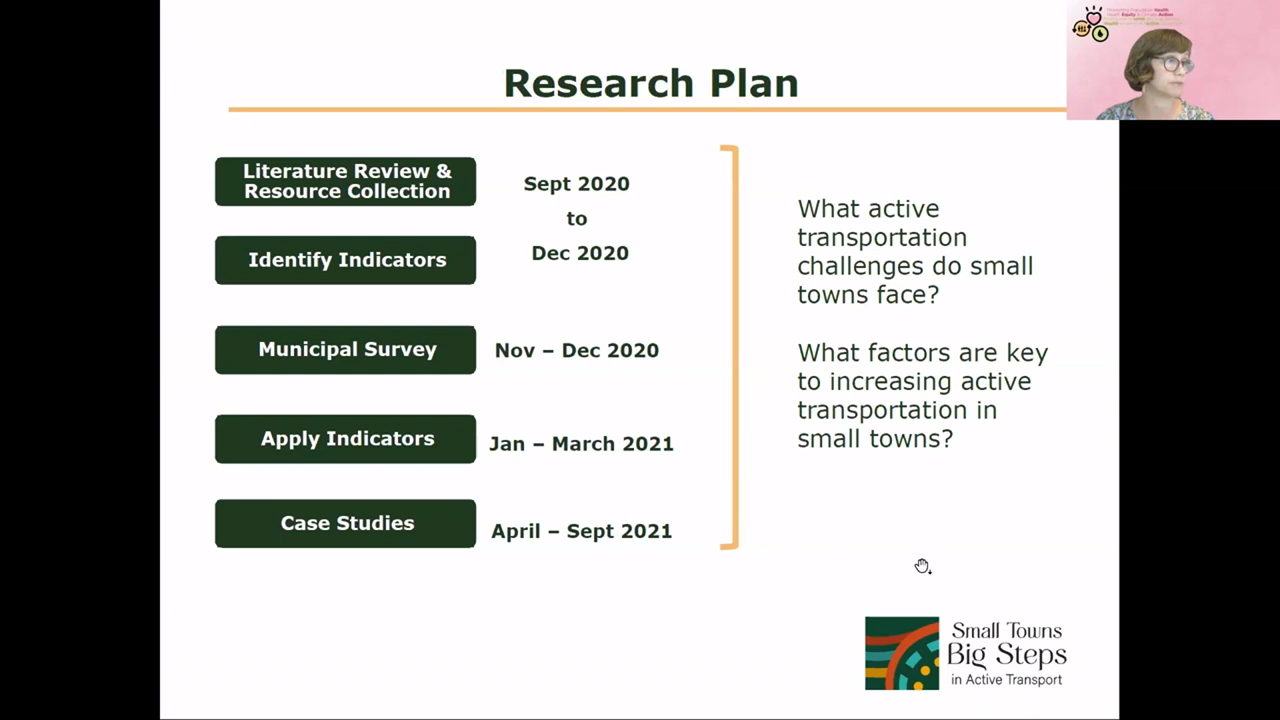 Research Plan
Literature Review &
Resource Collection
Sept 2020
to
Dec 2020
Identify Indicators
Municipal Survey
Nov – Dec 2020
Apply Indicators
Jan – March 2021
Case Studies
April – Sept 2021
What active
transportation
challenges do small
towns face?
What factors are key
to increasing active
transportation in
small towns?
Small Towns
Big Steps
in Active Transport